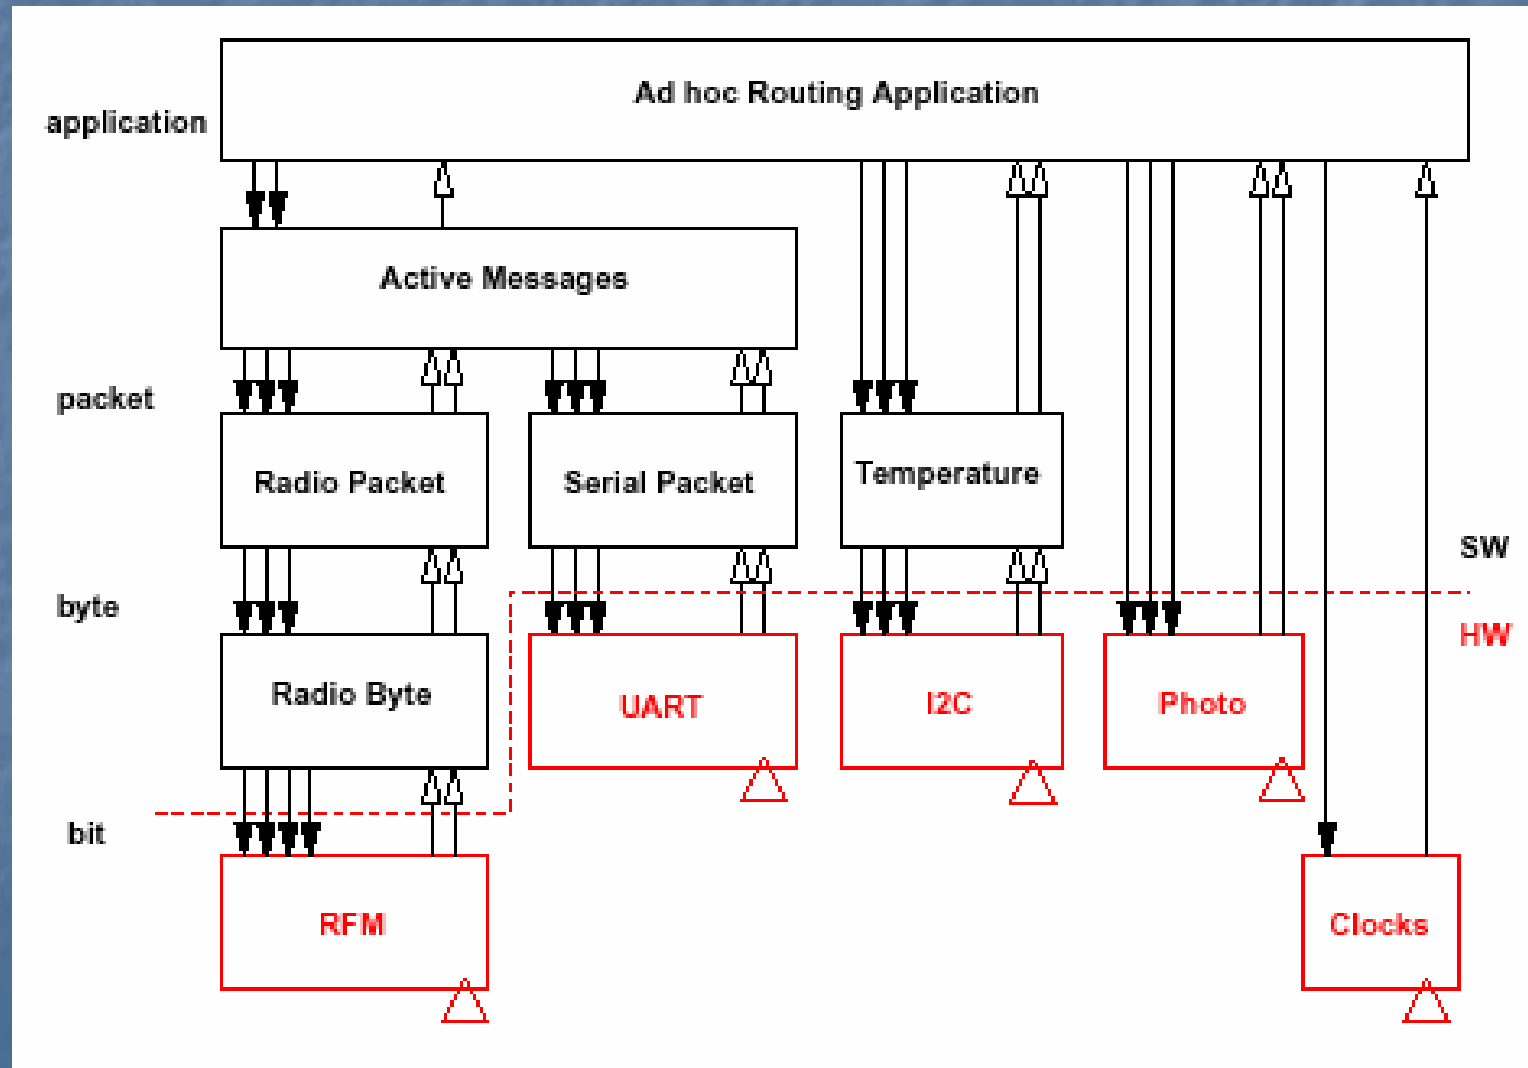 Ad hoc Routing Application
application
Active Messages
packet
Radio Packet
Serial Packet
Temperature
SW
byte
HW
Radio Byte
UART
I2C
Photo
bit
RFM
Clocks